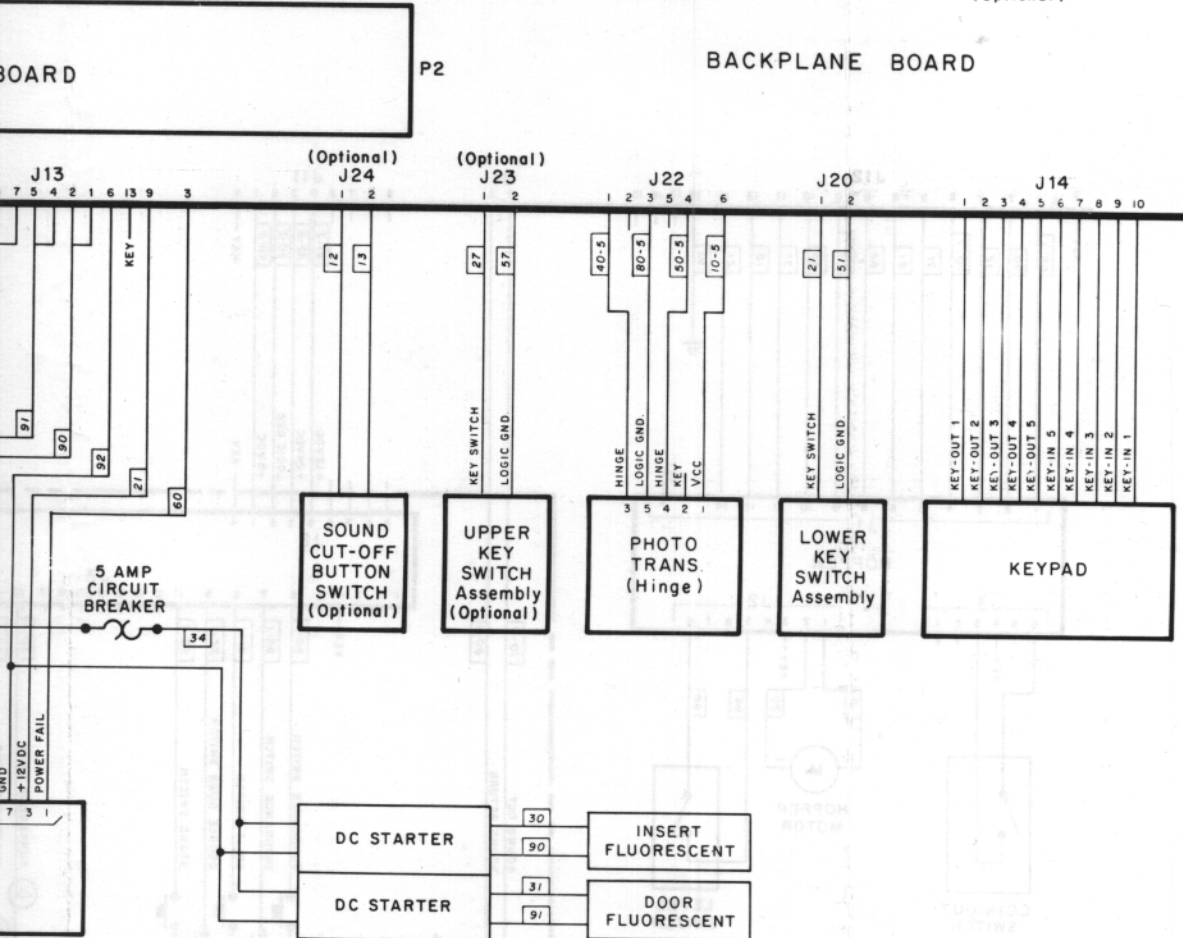 (Optional)
BOARD
P2
BACKPLANE BOARD
J13
7 5 4 2 1 6 13 9 3
(Optional)
J24
1 2
(Optional)
J23
1 2
J22
1 2 3 5 4 6
J20
1 2
J14
1 2 3 4 5 6 7 8 9 10
KEY
12
13
27
57
40-5
80-5
50-5
10-5
21
51
91
90
92
21
60
KEY SWITCH
LOGIC GND.
HINGE
LOGIC GND.
HINGE
KEY
VCC
KEY SWITCH
LOGIC GND.
KEY-OUT 1
KEY-OUT 2
KEY-OUT 3
KEY-OUT 4
KEY-OUT 5
KEY-IN 5
KEY-IN 4
KEY-IN 3
KEY-IN 2
KEY-IN 1
SOUND
CUT-OFF
BUTTON
SWITCH
(Optional)
UPPER
KEY
SWITCH
Assembly
(Optional)
3 5 4 2 1
PHOTO
TRANS.
(Hinge)
LOWER
KEY
SWITCH
Assembly
KEYPAD
5 AMP
CIRCUIT
BREAKER
34
GND
+12VDC
POWER FAIL
7 3 1
DC STARTER
30
90
INSERT
FLUORESCENT
DC STARTER
31
91
DOOR
FLUORESCENT